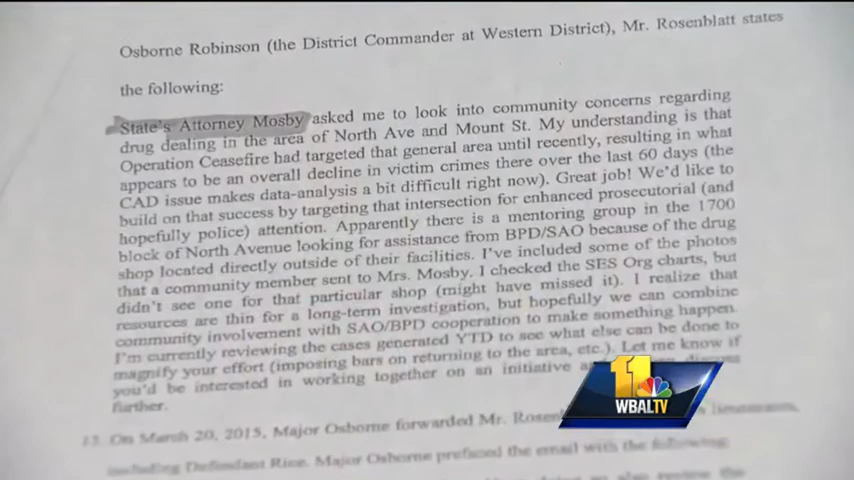 Osborne Robinson (the District Commander at Western District), Mr. Rosenblatt states
the following:
State's Attorney Mosby asked me to look into community concerns regarding
drug dealing in the area of North Ave and Mount St. My understanding is that
Operation Ceasefire had targeted that general area until recently, resulting in what
appears to be an overall decline in victim crimes there over the last 60 days (the
CAD issue makes data-analysis a bit difficult right now). Great job! We'd like to
build on that success by targeting that intersection for enhanced prosecutorial (and
hopefully police) attention. Apparently there is a mentoring group in the 1700
block of North Avenue looking for assistance from BPD/SAO because of the drug
shop located directly outside of their facilities. I've included some of the photos
that a community member sent to Mrs. Mosby. I checked the SES Org charts, but
didn't see one for that particular shop (might have missed it). I realize that
resources are thin for a long-term investigation, but hopefully we can combine
community involvement with SAO/BPD cooperation to make something happen.
I'm currently reviewing the cases generated YTD to see what else can be done to
magnify your effort (imposing bars on returning to the area, etc.). Let me know if
you'd be interested in working together on an initiative
further.
11
WBALTV
On March 20, 2015, Major Osborne forwarded Mr.
including Defendant Rice. Major Osborne prefaced the email with the following